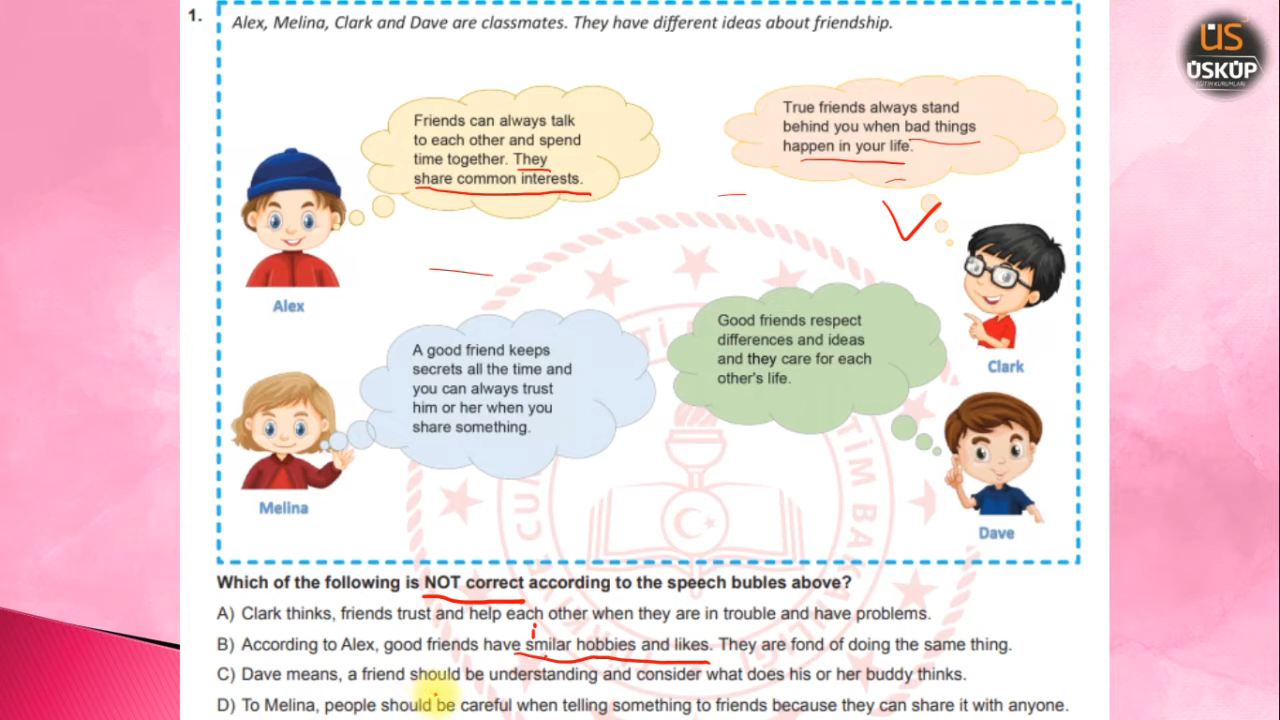 1.
Alex, Melina, Clark and Dave are classmates. They have different ideas about friendship.
ÜS
ÜSKÜP
EĞİTİM KURUMLARI
Friends can always talk
to each other and spend
time together. They
share common interests.
True friends always stand
behind you when bad things
happen in your life.
Alex
Clark
A good friend keeps
secrets all the time and
you can always trust
him or her when you
share something.
Good friends respect
differences and ideas
and they care for each
other's life.
Melina
Dave
Which of the following is NOT correct according to the speech bubles above?
A) Clark thinks, friends trust and help each other when they are in trouble and have problems.
B) According to Alex, good friends have smilar hobbies and likes. They are fond of doing the same thing.
i
C) Dave means, a friend should be understanding and consider what does his or her buddy thinks.
D) To Melina, people should be careful when telling something to friends because they can share it with anyone.